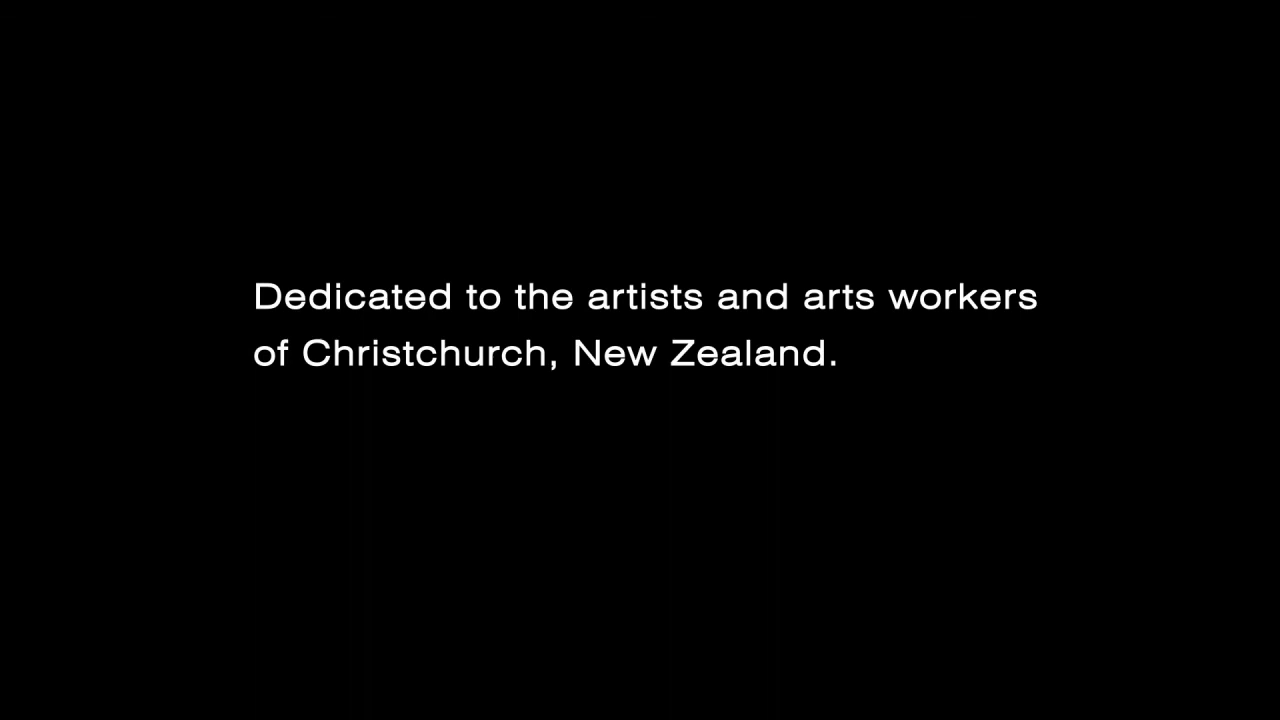 Dedicated to the artists and arts workers
of Christchurch, New Zealand.